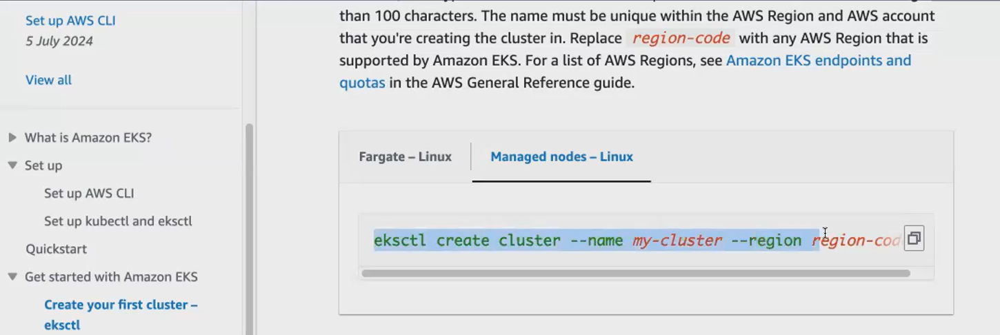 Set up AWS CLI
5 July 2024
View all
What is Amazon EKS?
Set up
Set up AWS CLI
Set up kubectl and eksctl
Quickstart
Get started with Amazon EKS
Create your first cluster –
eksctl
than 100 characters. The name must be unique within the AWS Region and AWS account
that you're creating the cluster in. Replace region-code with any AWS Region that is
supported by Amazon EKS. For a list of AWS Regions, see Amazon EKS endpoints and
quotas in the AWS General Reference guide.
Fargate – Linux
Managed nodes – Linux
eksctl create cluster --name my-cluster --region region-cod